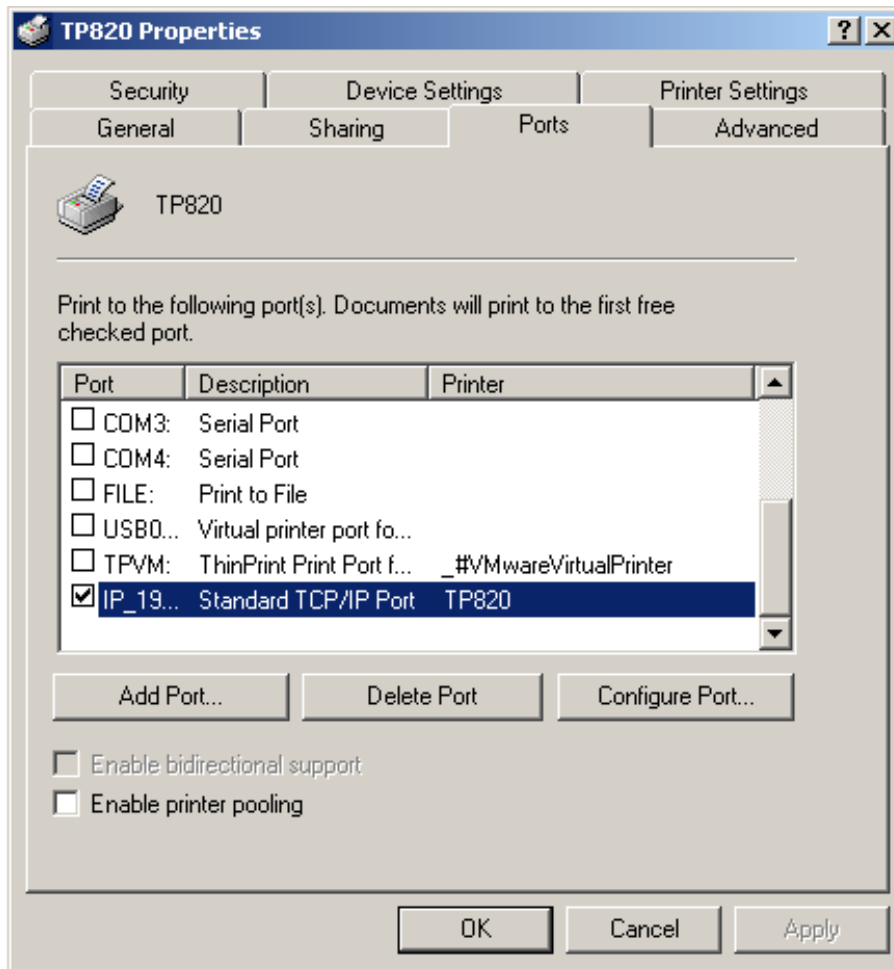 TP820 Properties
Security Device Settings Printer Settings
General Sharing Ports Advanced
TP820
Print to the following port(s). Documents will print to the first free
checked port.
Port Description Printer
COM3: Serial Port
COM4: Serial Port
FILE: Print to File
USB0... Virtual printer port fo...
TPVM: ThinPrint Print Port f... _#VMwareVirtualPrinter
IP_19... Standard TCP/IP Port TP820
Add Port... Delete Port Configure Port...
Enable bidirectional support
Enable printer pooling
OK Cancel Apply